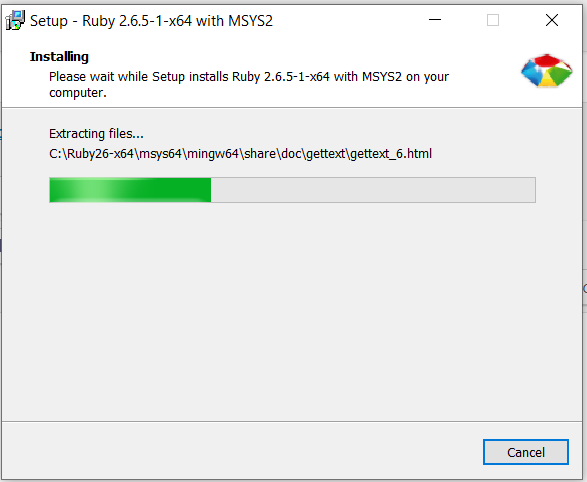 Setup - Ruby 2.6.5-1-x64 with MSYS2
Installing
Please wait while Setup installs Ruby 2.6.5-1-x64 with MSYS2 on your
computer.
Extracting files...
C:\Ruby26-x64\msys64\mingw64\share\doc\gettext\gettext_6.html
Cancel